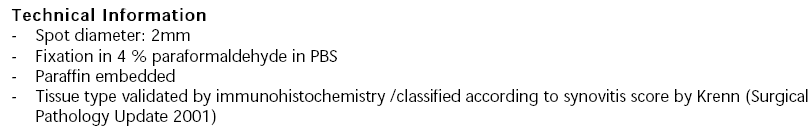 Technical Information
- Spot diameter: 2mm
- Fixation in 4 % paraformaldehyde in PBS
- Paraffin embedded
- Tissue type validated by immunohistochemistry /classified according to synovitis score by Krenn (Surgical
Pathology Update 2001)